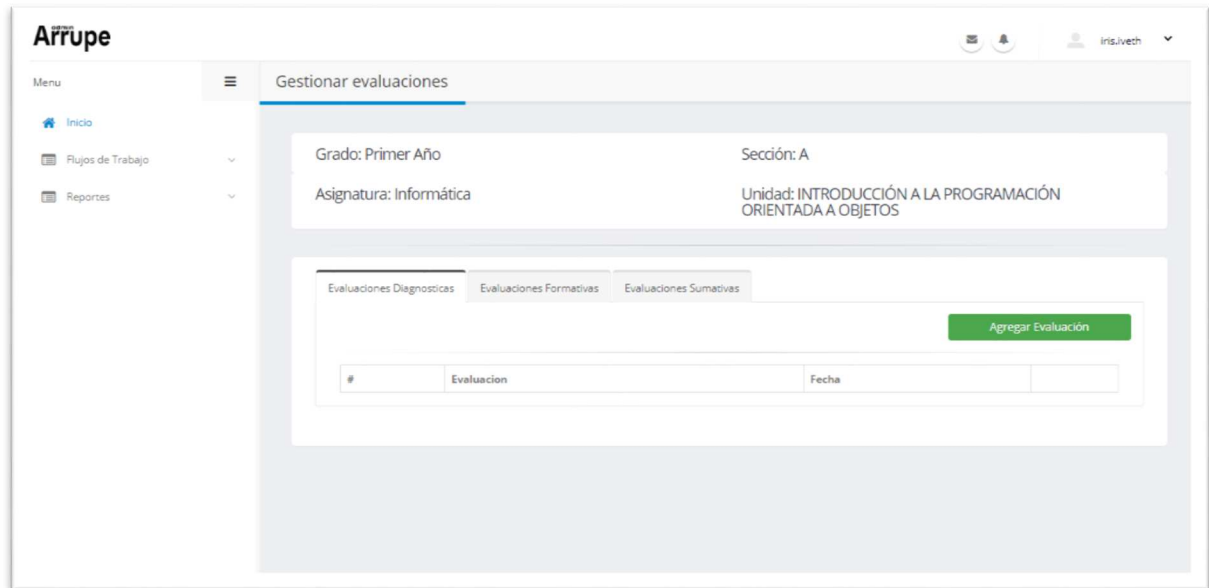 admin
Arrupe
iris.iveth
Menu
Gestionar evaluaciones
Inicio
Flujos de Trabajo
Reportes
Grado: Primer Año
Sección: A
Asignatura: Informática
Unidad: INTRODUCCIÓN A LA PROGRAMACIÓN
ORIENTADA A OBJETOS
Evaluaciones Diagnosticas
Evaluaciones Formativas
Evaluaciones Sumativas
Agregar Evaluación
#
Evaluacion
Fecha